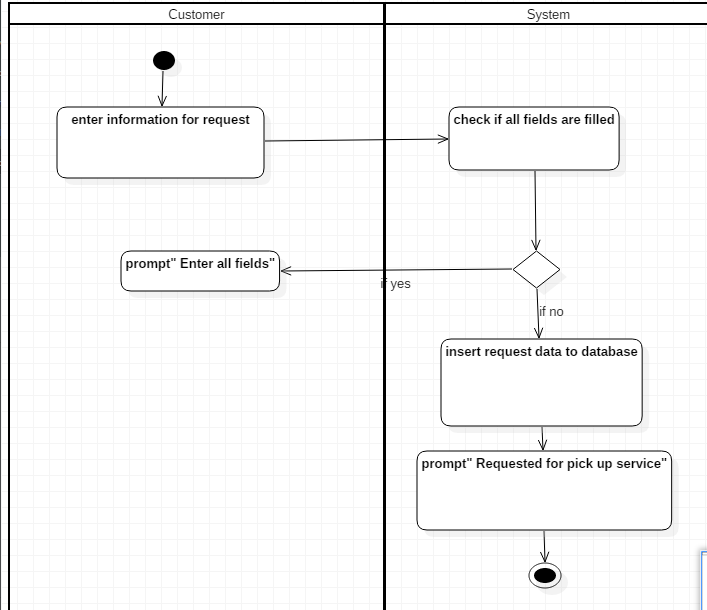 Customer
System
enter information for request
check if all fields are filled
prompt" Enter all fields"
if yes
if no
insert request data to database
prompt" Requested for pick up service"